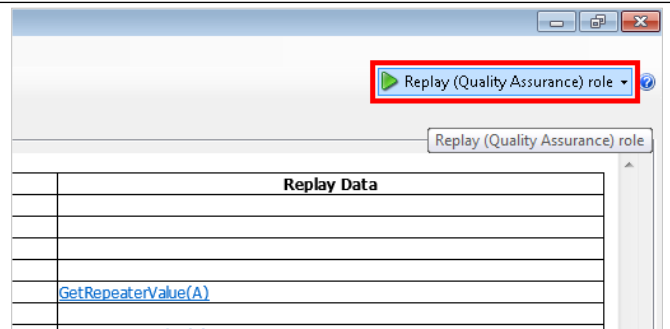 Replay (Quality Assurance) role
Replay (Quality Assurance) role
Replay Data
GetRepeaterValue(A)